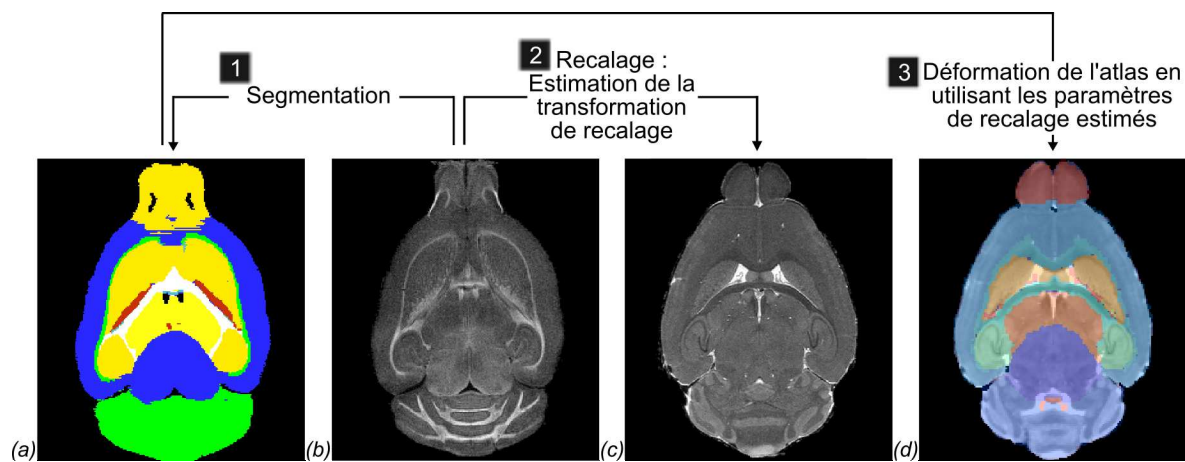 1
Segmentation
2 Recalage :
Estimation de la
transformation
de recalage
3 Déformation de l'atlas en
utilisant les paramètres
de recalage estimés
(a)
(b)
(c)
(d)